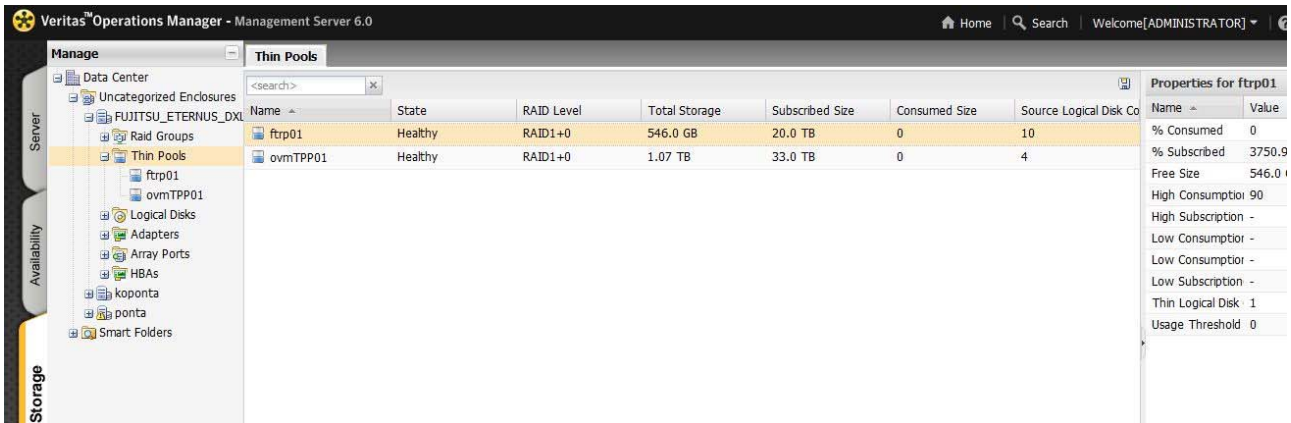 Veritas™Operations Manager - Management Server 6.0
Home | Search | Welcome[ADMINISTRATOR]
Server
Availability
Storage
Manage
Data Center
Uncategorized Enclosures
FUJITSU_ETERNUS_DXL
Raid Groups
Thin Pools
ftrp01
ovmTPP01
Logical Disks
Adapters
Array Ports
HBAs
koponta
ponta
Smart Folders
Thin Pools
<search>
Name State RAID Level Total Storage Subscribed Size Consumed Size Source Logical Disk Co
ftrp01 Healthy RAID1+0 546.0 GB 20.0 TB 0 10
ovmTPP01 Healthy RAID1+0 1.07 TB 33.0 TB 0 4
Properties for ftrp01
Name Value
% Consumed 0
% Subscribed 3750.9
Free Size 546.0
High Consumption 90
High Subscription -
Low Consumption -
Low Consumption -
Low Subscription -
Thin Logical Disk 1
Usage Threshold 0